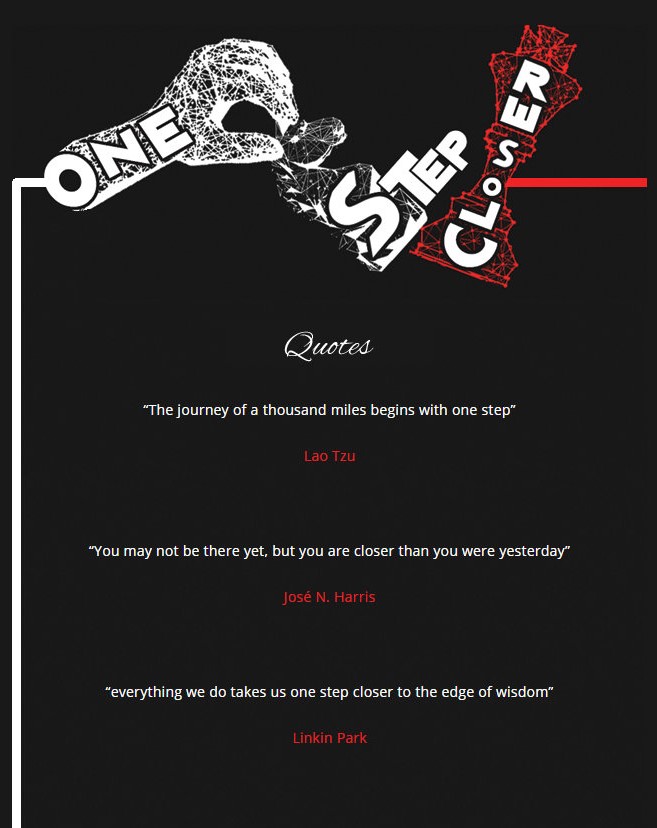 ONE
STEP
CLOSER
Quotes
“The journey of a thousand miles begins with one step”
Lao Tzu
“You may not be there yet, but you are closer than you were yesterday”
José N. Harris
“everything we do takes us one step closer to the edge of wisdom”
Linkin Park